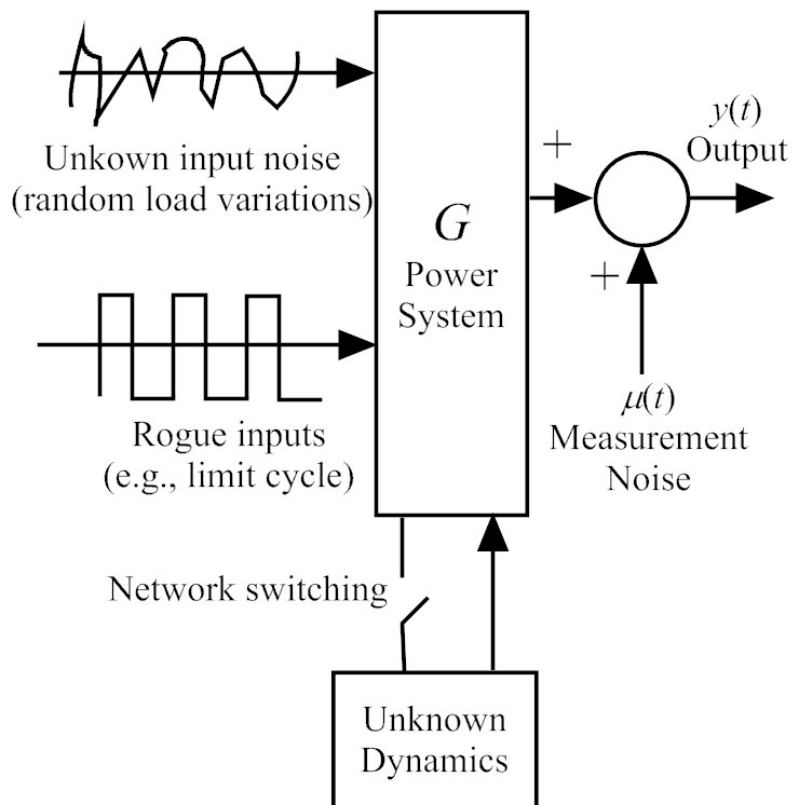 Unkown input noise
(random load variations)
Rogue inputs
(e.g., limit cycle)
G
Power
System
+
+
y(t)
Output
μ(t)
Measurement
Noise
Network switching
Unknown
Dynamics